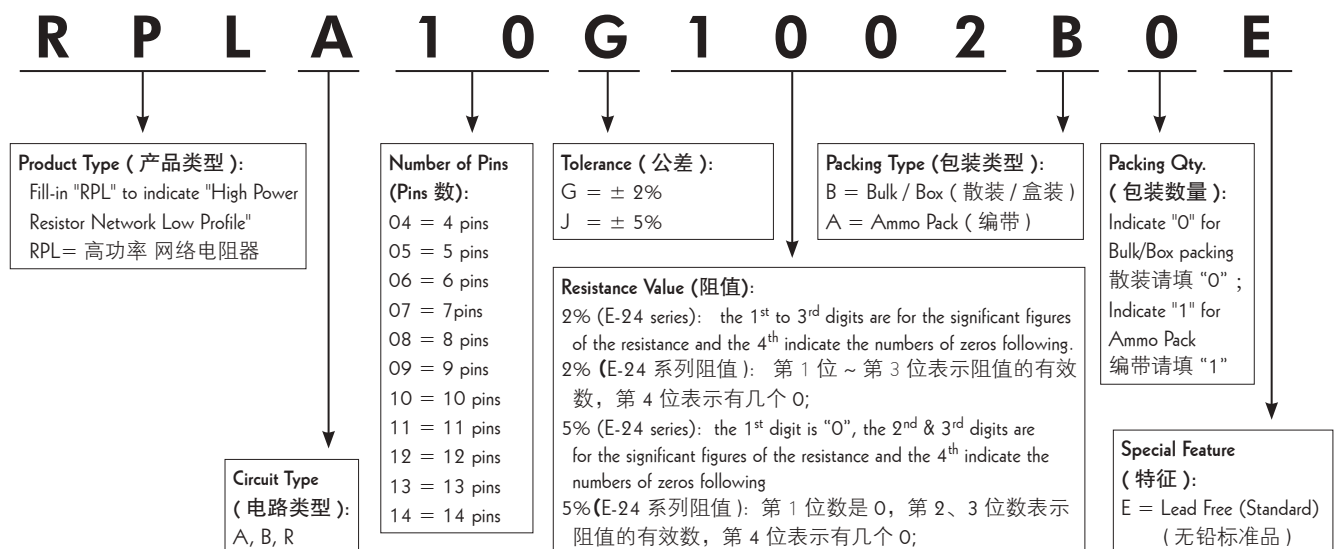 R P L A 1 0 G 1 0 0 2 B 0 E
Product Type ( 产品类型 ):
Fill-in "RPL" to indicate "High Power
Resistor Network Low Profile"
RPL= 高功率 网络电阻器
Circuit Type
( 电路类型 ):
A, B, R
Number of Pins
(Pins 数):
04 = 4 pins
05 = 5 pins
06 = 6 pins
07 = 7pins
08 = 8 pins
09 = 9 pins
10 = 10 pins
11 = 11 pins
12 = 12 pins
13 = 13 pins
14 = 14 pins
Tolerance ( 公差 ):
G = ± 2%
J = ± 5%
Resistance Value (阻值):
2% (E-24 series): the 1st to 3rd digits are for the significant figures
of the resistance and the 4th indicate the numbers of zeros following.
2% (E-24 系列阻值 ): 第 1 位 ~ 第 3 位表示阻值的有效
数，第 4 位表示有几个 0;
5% (E-24 series): the 1st digit is "0", the 2nd & 3rd digits are
for the significant figures of the resistance and the 4th indicate the
numbers of zeros following
5%(E-24 系列阻值 ): 第 1 位数是 0，第 2、3 位数表示
阻值的有效数，第 4 位表示有几个 0;
Packing Type (包装类型 ):
B = Bulk / Box ( 散装 / 盒装 )
A = Ammo Pack ( 编带 )
Packing Qty.
( 包装数量 ):
Indicate "0" for
Bulk/Box packing
散装请填 "0" ;
Indicate "1" for
Ammo Pack
编带请填 "1"
Special Feature
( 特征 ):
E = Lead Free (Standard)
( 无铅标准品 )